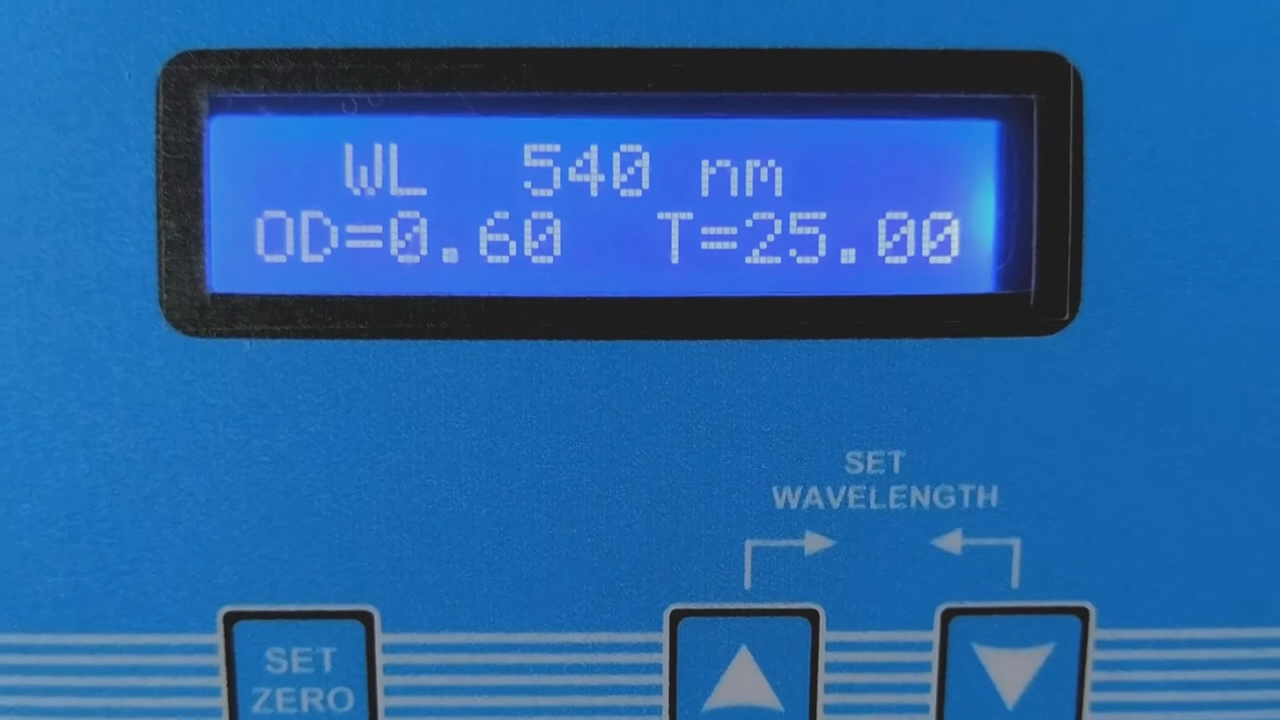 WL 540 nm
OD=0.60 T=25.00
SET
WAVELENGTH
SET
ZERO